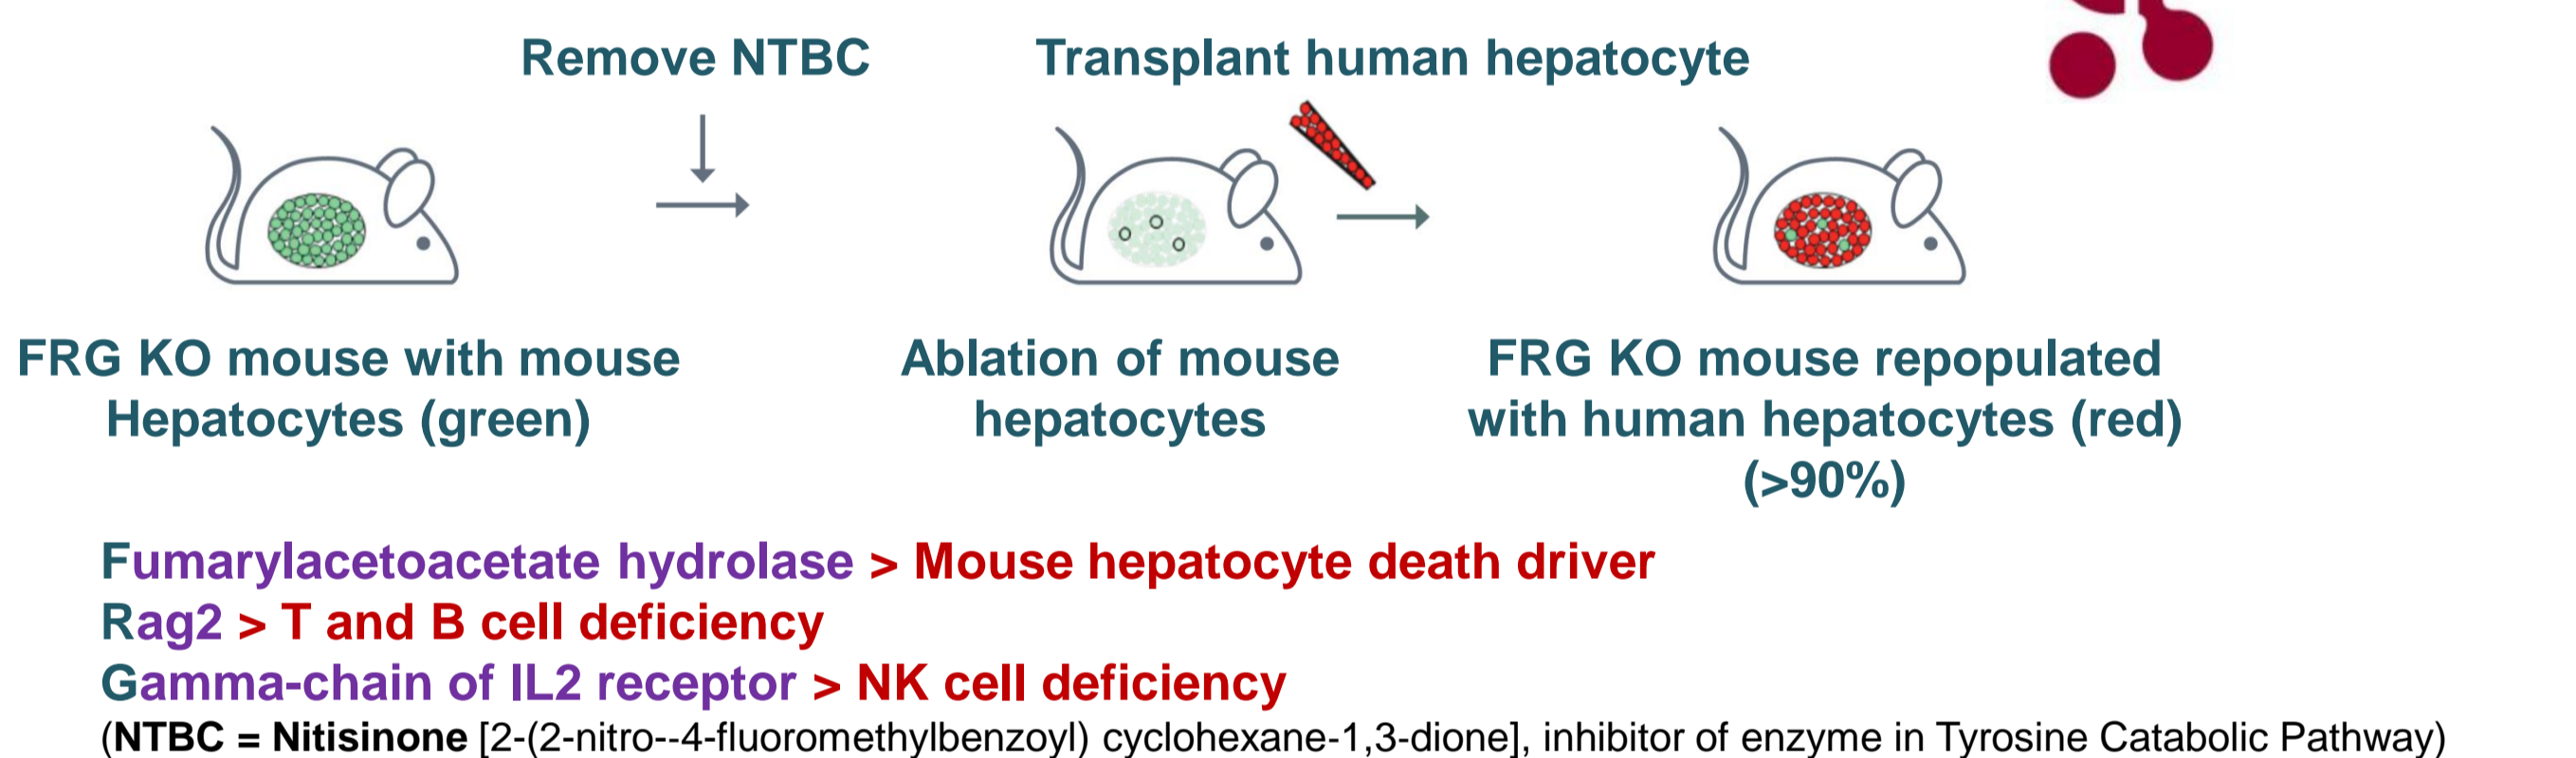 Remove NTBC
Transplant human hepatocyte
FRG KO mouse with mouse
Hepatocytes (green)
Ablation of mouse
hepatocytes
FRG KO mouse repopulated
with human hepatocytes (red)
(>90%)
Fumarylacetoacetate hydrolase > Mouse hepatocyte death driver
Rag2 > T and B cell deficiency
Gamma-chain of IL2 receptor > NK cell deficiency
(NTBC = Nitisinone [2-(2-nitro--4-fluoromethylbenzoyl) cyclohexane-1,3-dione], inhibitor of enzyme in Tyrosine Catabolic Pathway)